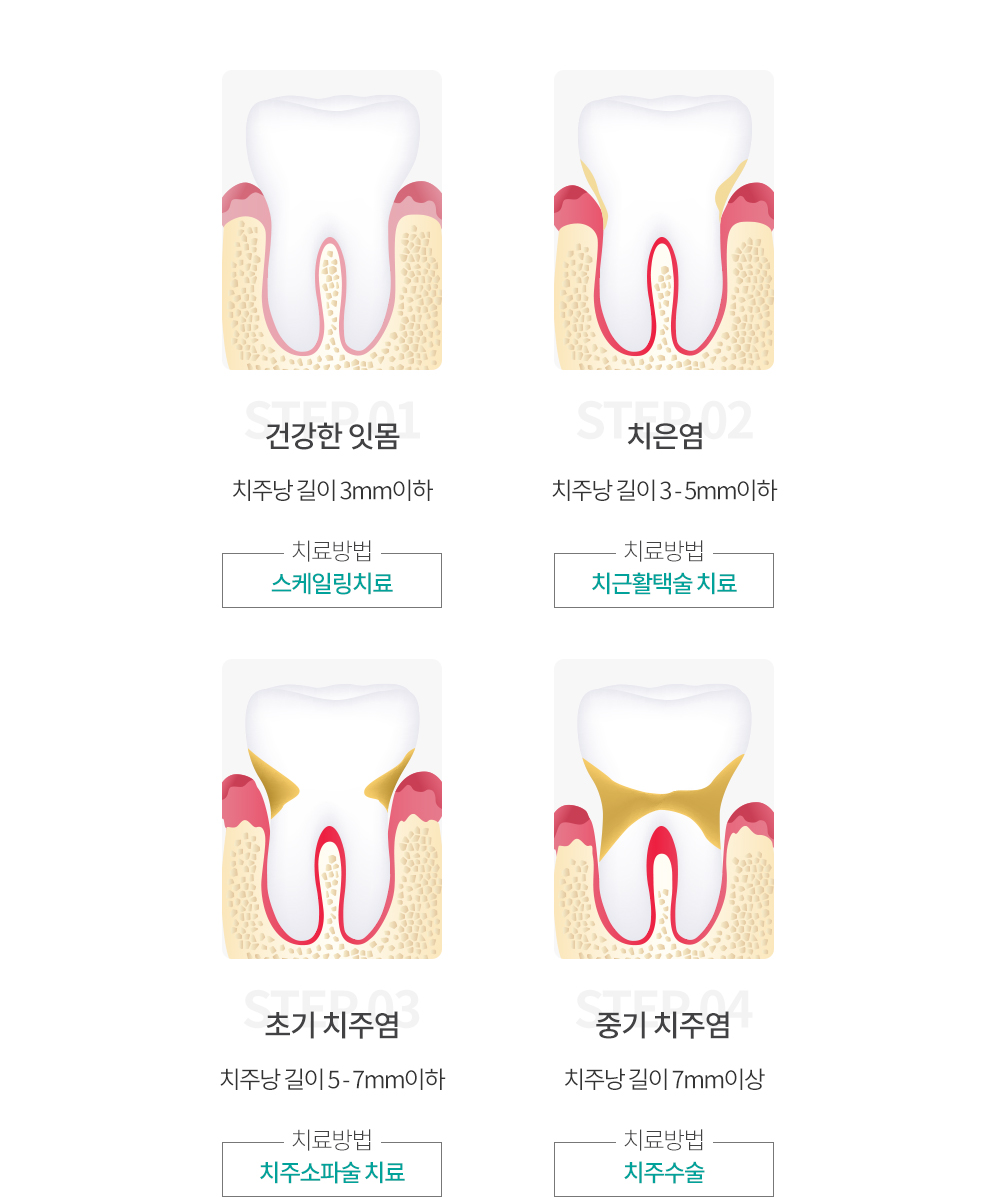 STEP 01
건강한 잇몸
치주낭 길이 3mm이하
치료방법
스케일링치료
STEP 02
치은염
치주낭 길이 3 - 5mm이하
치료방법
치근활택술 치료
STEP 03
초기 치주염
치주낭 길이 5 - 7mm이하
치료방법
치주소파술 치료
STEP 04
중기 치주염
치주낭 길이 7mm이상
치료방법
치주수술